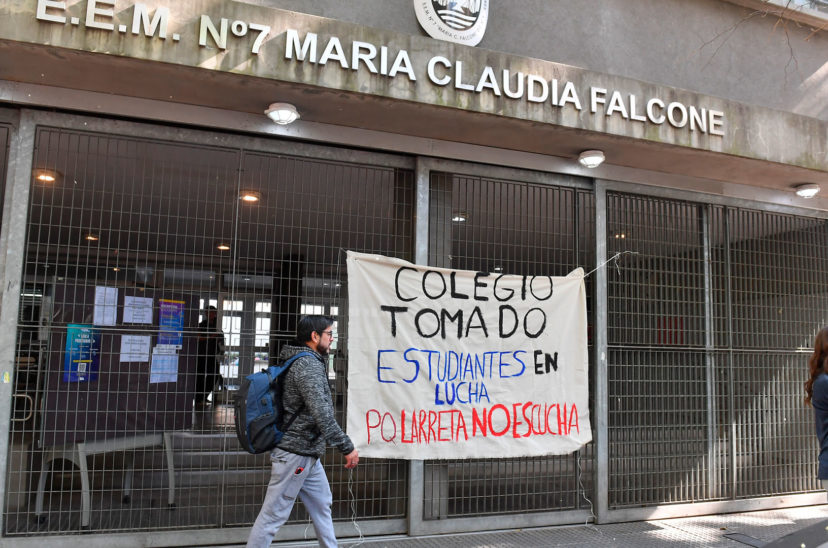 E.E.M. Nº7 MARIA CLAUDIA FALCONE
COLEGIO
TOMADO
ESTUDIANTES EN
LUCHA
PQ LARRETA NO ESCUCHA